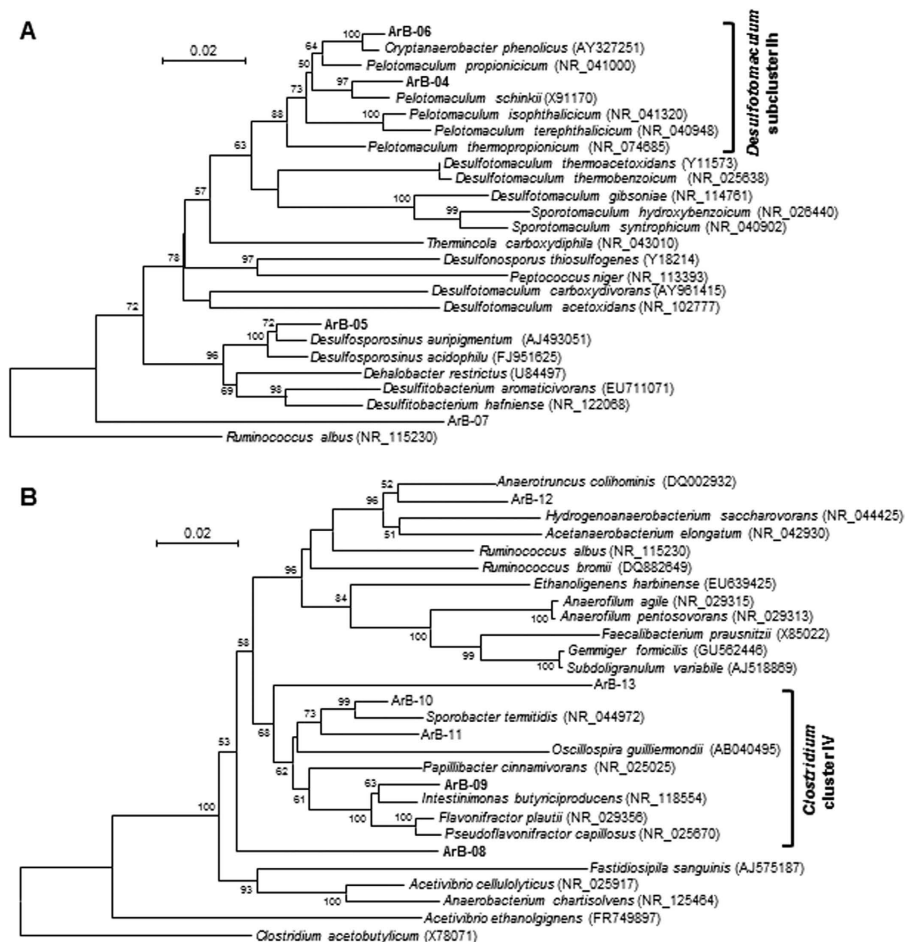 A
0.02
100
ArB-06
64
Cryptanaerobacter phenolicus (AY327251)
50
Pelotomaculum propionicicum (NR_041000)
97
ArB-04
73
Pelotomaculum schinkii (X91170)
100
Pelotomaculum isophthalicicum (NR_041320)
88
Pelotomaculum terephthalicicum (NR_040948)
Pelotomaculum thermopropionicum (NR_074685)
Desulfotomaculum
subcluster Ih
63
Desulfotomaculum thermoacetoxidans (Y11573)
Desulfotomaculum thermobenzoicum (NR_025638)
57
100
Desulfotomaculum gibsoniae (NR_114761)
99
Sporotomaculum hydroxybenzoicum (NR_026440)
Sporotomaculum syntrophicum (NR_040902)
Thermincola carboxydiphila (NR_043010)
78
97
Desulfonosporus thiosulfogenes (Y18214)
Peptococcus niger (NR_113393)
Desulfotomaculum carboxydivorans (AY961415)
Desulfotomaculum acetoxidans (NR_102777)
72
72
ArB-05
100
Desulfosporosinus auripigmentum (AJ493051)
96
Desulfosporosinus acidophilu (FJ951625)
Dehalobacter restrictus (U84497)
69
98
Desulfitobacterium aromaticivorans (EU711071)
Desulfitobacterium hafniense (NR_122068)
ArB-07
Ruminococcus albus (NR_115230)
B
0.02
52
Anaerotruncus colihominis (DQ002932)
96
ArB-12
Hydrogenoanaerobacterium saccharovorans (NR_044425)
51
Acetanaerobacterium elongatum (NR_042930)
Ruminococcus albus (NR_115230)
96
Ruminococcus bromii (DQ882649)
Ethanoligenens harbinense (EU639425)
84
Anaerofilum agile (NR_029315)
100
Anaerofilum pentosovorans (NR_029313)
100
Faecalibacterium prausnitzii (X85022)
99
Gemmiger formicilis (GU562446)
100
Subdoligranulum variabile (AJ518869)
58
ArB-13
99
ArB-10
73
Sporobacter termitidis (NR_044972)
68
ArB-11
Oscillospira guilliermondii (AB040495)
62
Papillibacter cinnamivorans (NR_025025)
61
63
ArB-09
Intestinimonas butyriciproducens (NR_118554)
100
100
Flavonifractor plautii (NR_029356)
Pseudoflavonifractor capillosus (NR_025670)
Clostridium
cluster IV
53
ArB-08
100
Fastidiosipila sanguinis (AJ575187)
93
Acetivibrio cellulolyticus (NR_025917)
100
Anaerobacterium chartisolvens (NR_125464)
Acetivibrio ethanolgignens (FR749897)
Clostridium acetobutylicum (X78071)